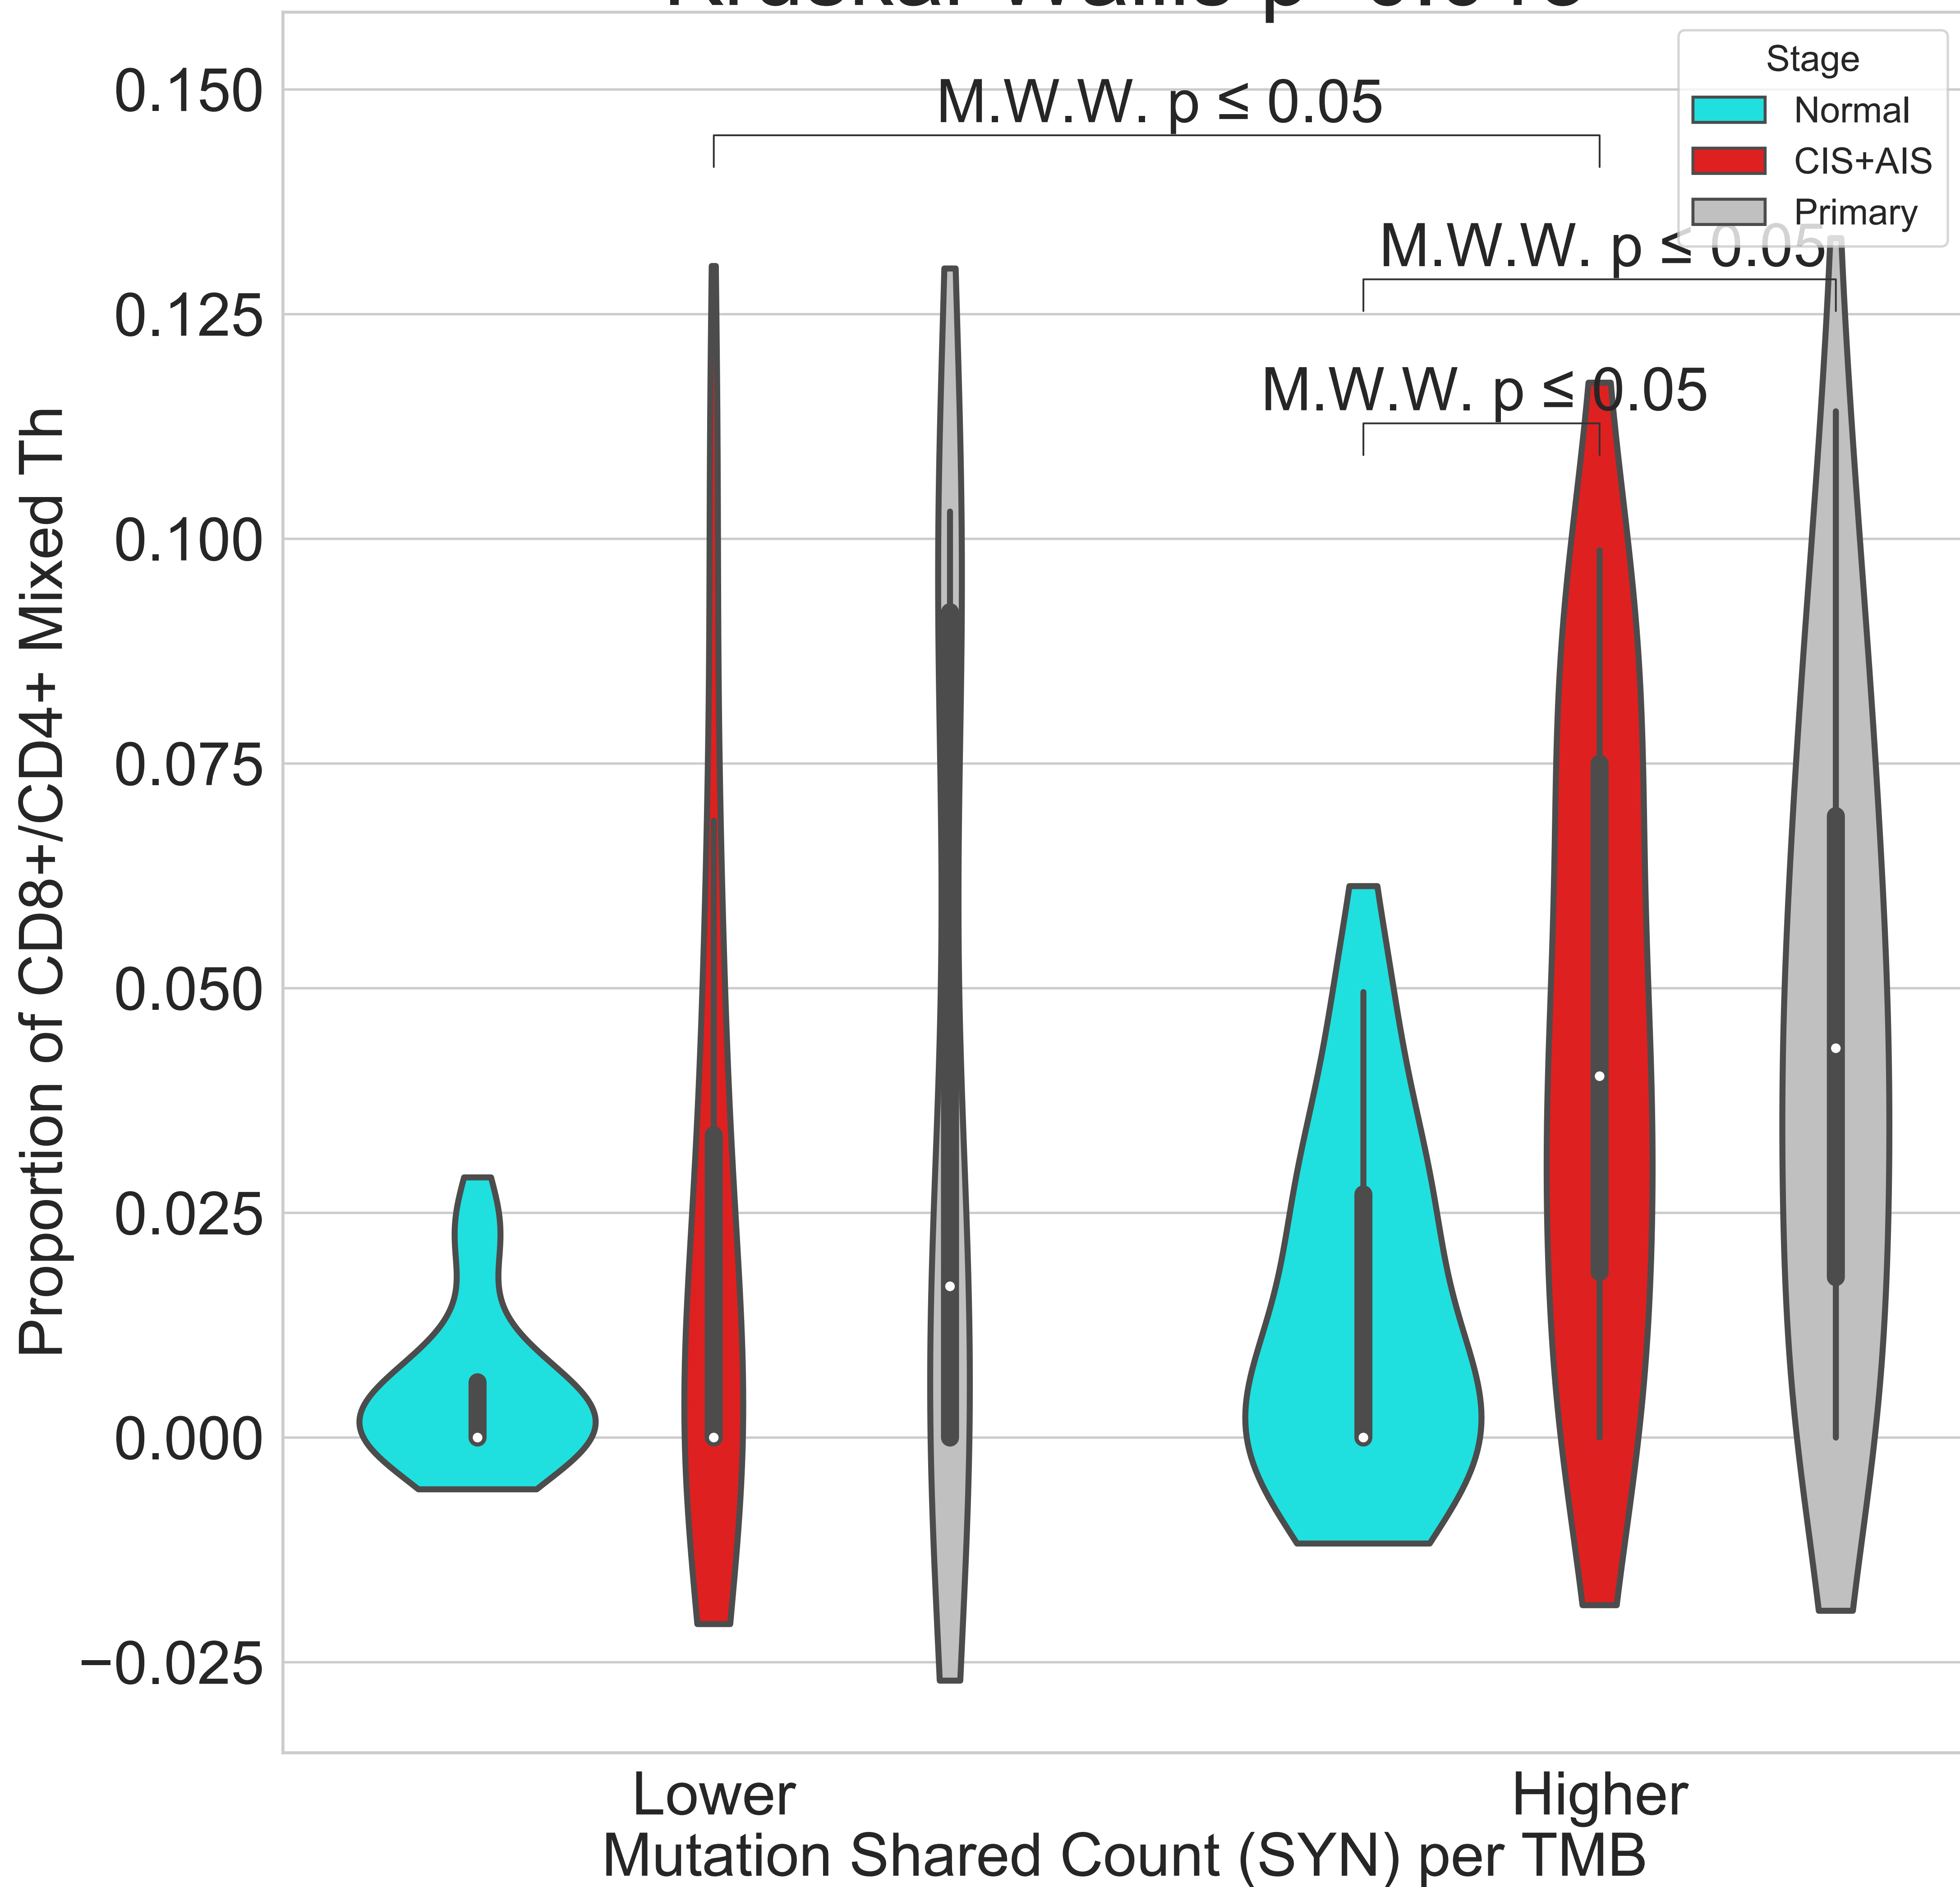 0.150
0.125
0.100
0.075
0.050
0.025
0.000
−0.025
Proportion of CD8+/CD4+ Mixed Th
M.W.W. p ≤ 0.05
M.W.W. p ≤ 0.05
M.W.W. p ≤ 0.05
Stage
Normal
CIS+AIS
Primary
Lower
Higher
Mutation Shared Count (SYN) per TMB